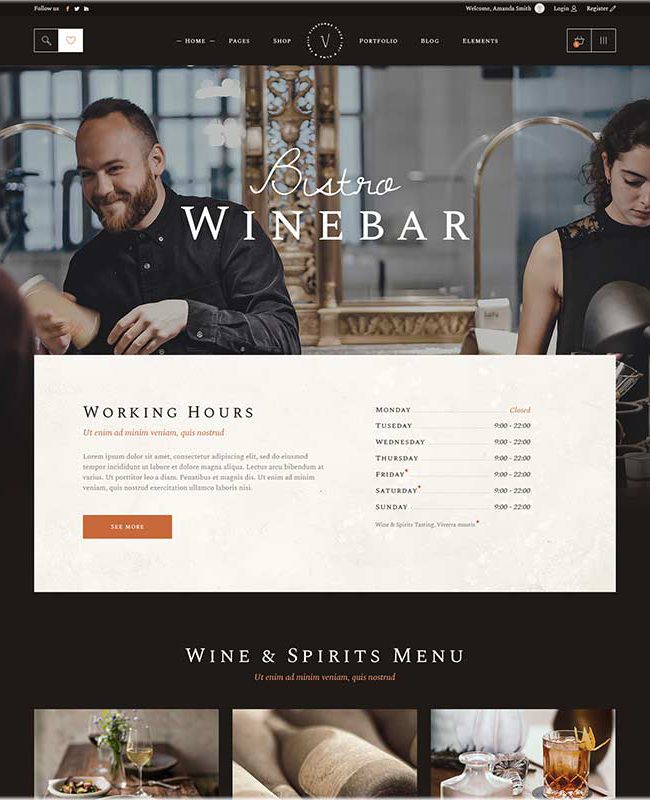 Follow us
Welcome, Amanda Smith Login Register
HOME PAGES SHOP V PORTFOLIO BLOG ELEMENTS
1
Bistro
WINEBAR
WORKING HOURS
Ut enim ad minim veniam, quis nostrud
Lorem ipsum dolor sit amet, consectetur adipiscing elit, sed do eiusmod
tempor incididunt ut labore et dolore magna aliqua. Lectus arcu bibendum at
varius. Ut porttitor leo a diam. Penatibus et magnis dis. Ut enim ad minim
veniam, quis nostrud exercitation ullamco laboris nisi.
SEE MORE
MONDAY Closed
TUSEDAY 9:00 - 22:00
WEDNESDAY 9:00 - 22:00
THURSDAY 9:00 - 22:00
FRIDAY* 9:00 - 22:00
SATURDAY* 9:00 - 22:00
SUNDAY 9:00 - 22:00
Wine & Spirits Tasting, Viverra mauris *
WINE & SPIRITS MENU
Ut enim ad minim veniam, quis nostrud